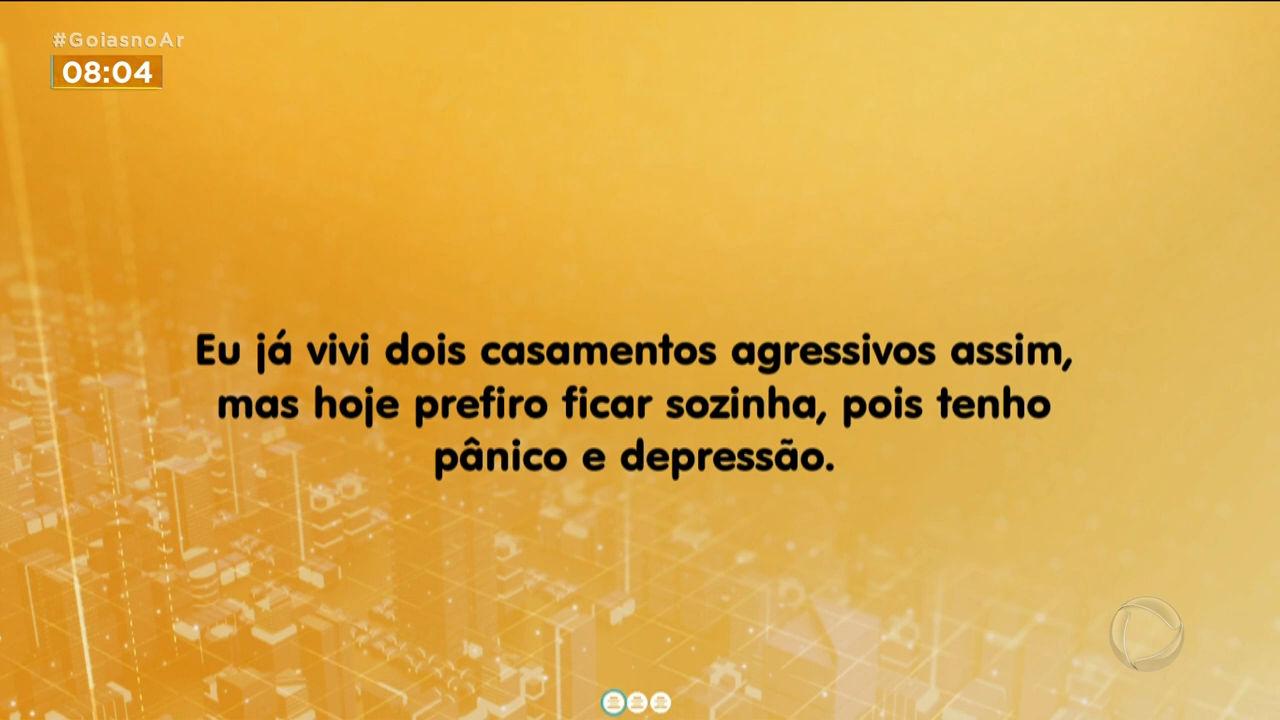 #GoiasnoAr
08:04
Eu já vivi dois casamentos agressivos assim,
mas hoje prefiro ficar sozinha, pois tenho
pânico e depressão.